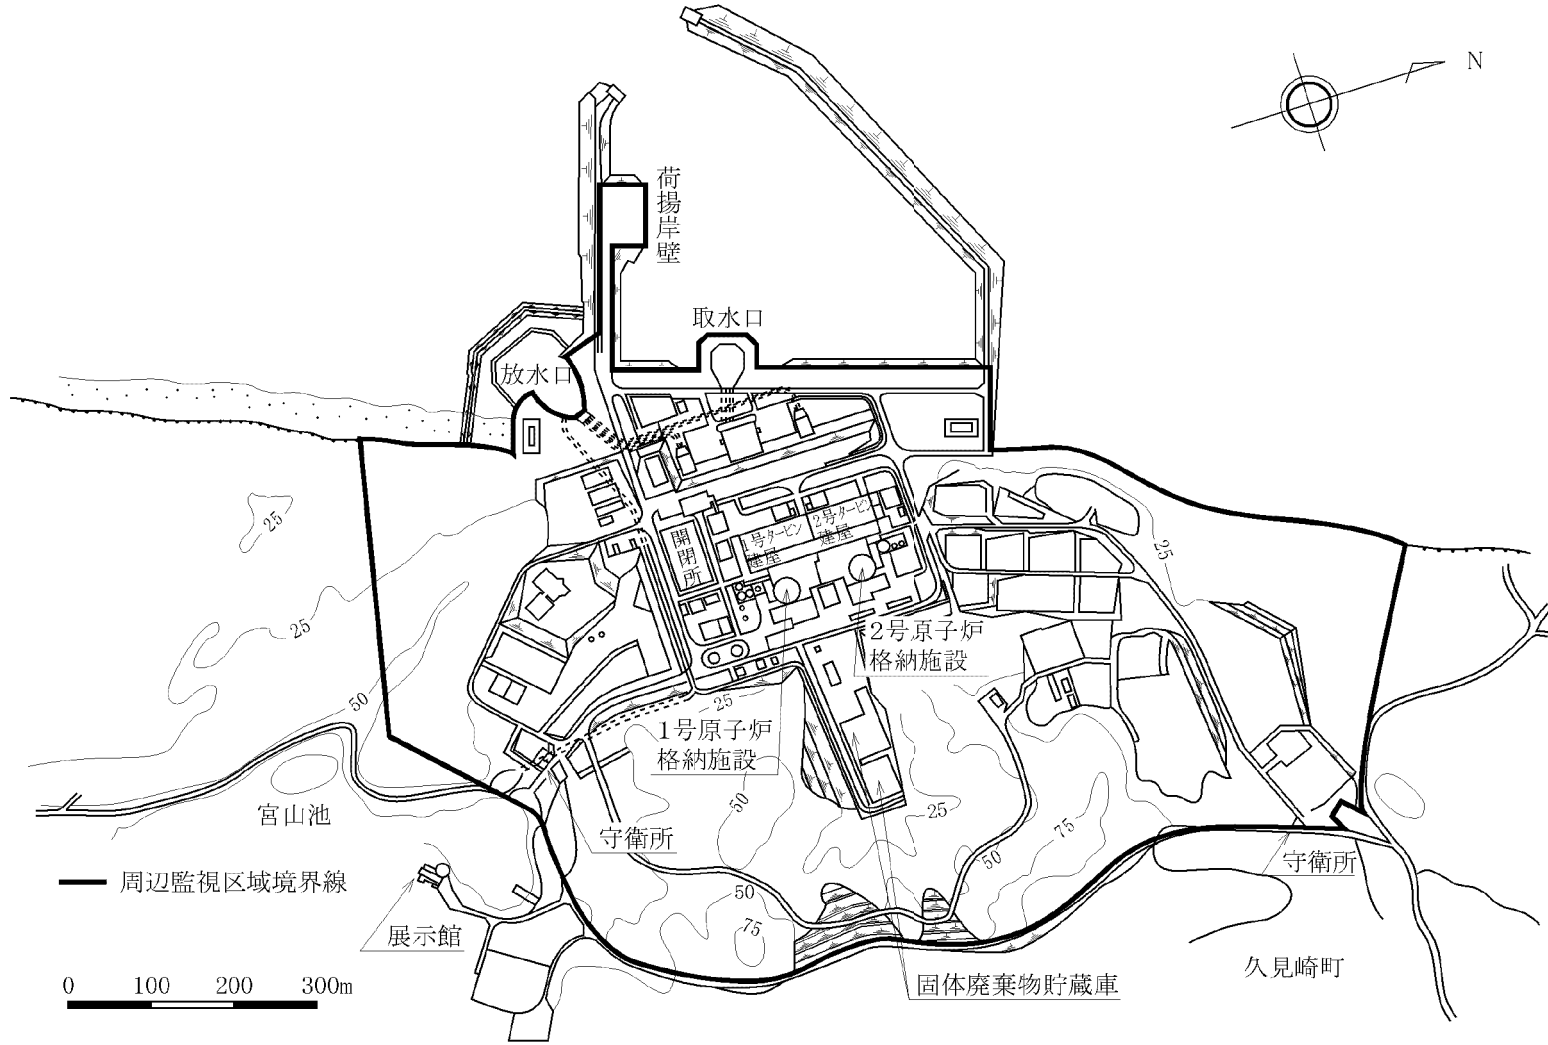 N
荷揚岸壁
取水口
放水口
25
1号タービン
建屋
2号タービン
建屋
開閉所
25
25
50
25
2号原子炉
格納施設
1号原子炉
格納施設
50
25
75
50
50
75
宮山池
守衛所
守衛所
周辺監視区域境界線
展示館
久見崎町
固体廃棄物貯蔵庫
0 100 200 300m